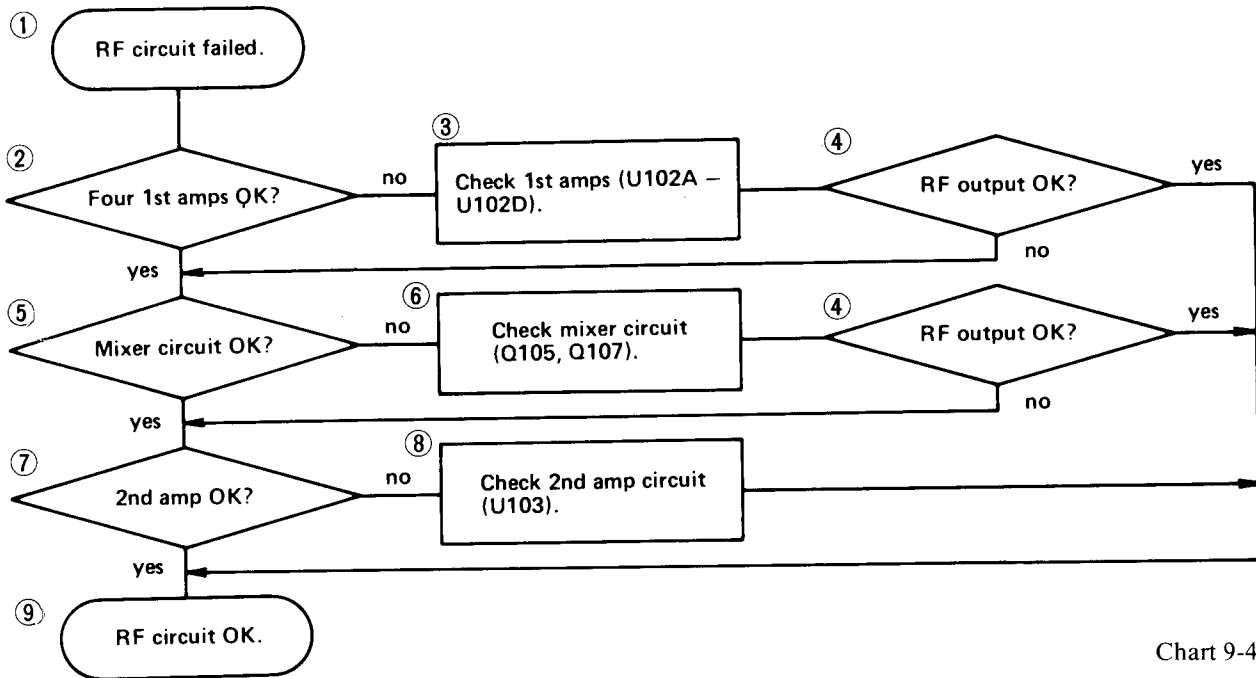 ①
RF circuit failed.
②
Four 1st amps OK?
no
③
Check 1st amps (U102A –
U102D).
④
RF output OK?
yes
no
yes
⑤
Mixer circuit OK?
no
⑥
Check mixer circuit
(Q105, Q107).
④
RF output OK?
yes
no
yes
⑦
2nd amp OK?
no
⑧
Check 2nd amp circuit
(U103).
yes
⑨
RF circuit OK.
Chart 9-4